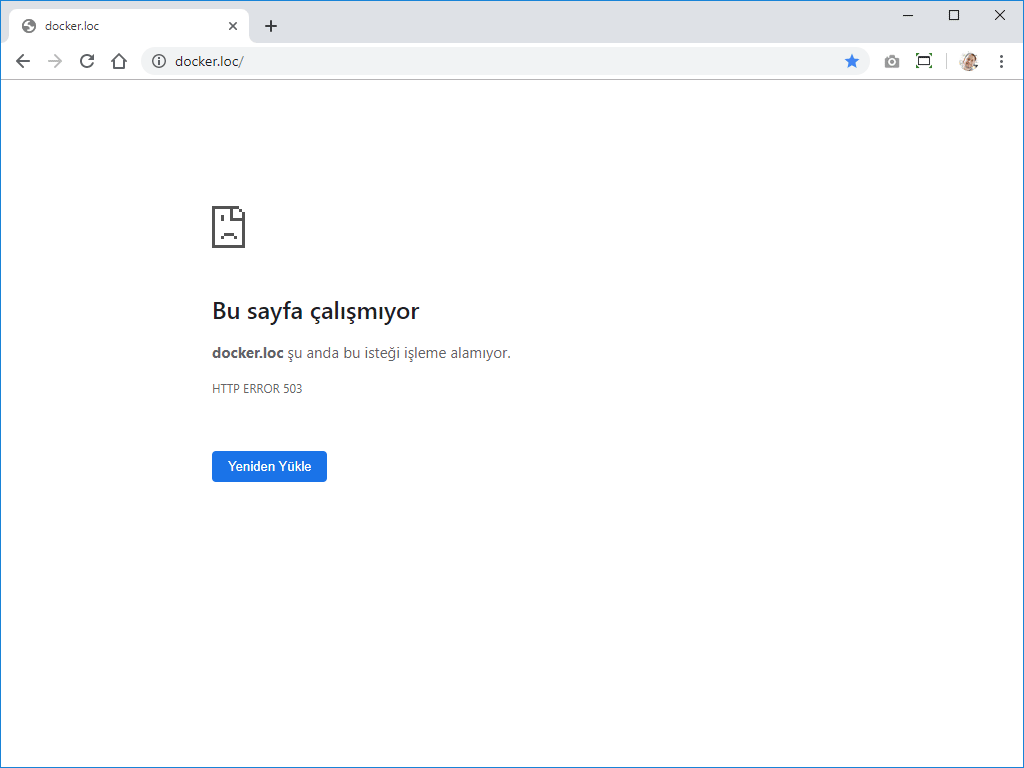 docker.loc
docker.loc/
Bu sayfa çalışmıyor
docker.loc şu anda bu isteği işleme alamıyor.
HTTP ERROR 503
Yeniden Yükle